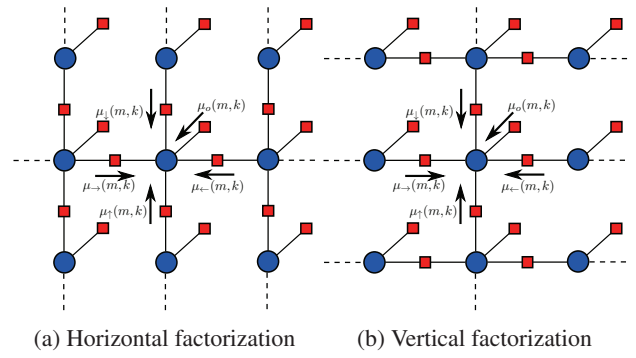 μ↓(m,k) μₒ(m,k) μ↓(m,k) μₒ(m,k)
μ→(m,k) μ←(m,k) μ→(m,k) μ←(m,k)
μ↑(m,k) μ↑(m,k)
(a) Horizontal factorization (b) Vertical factorization